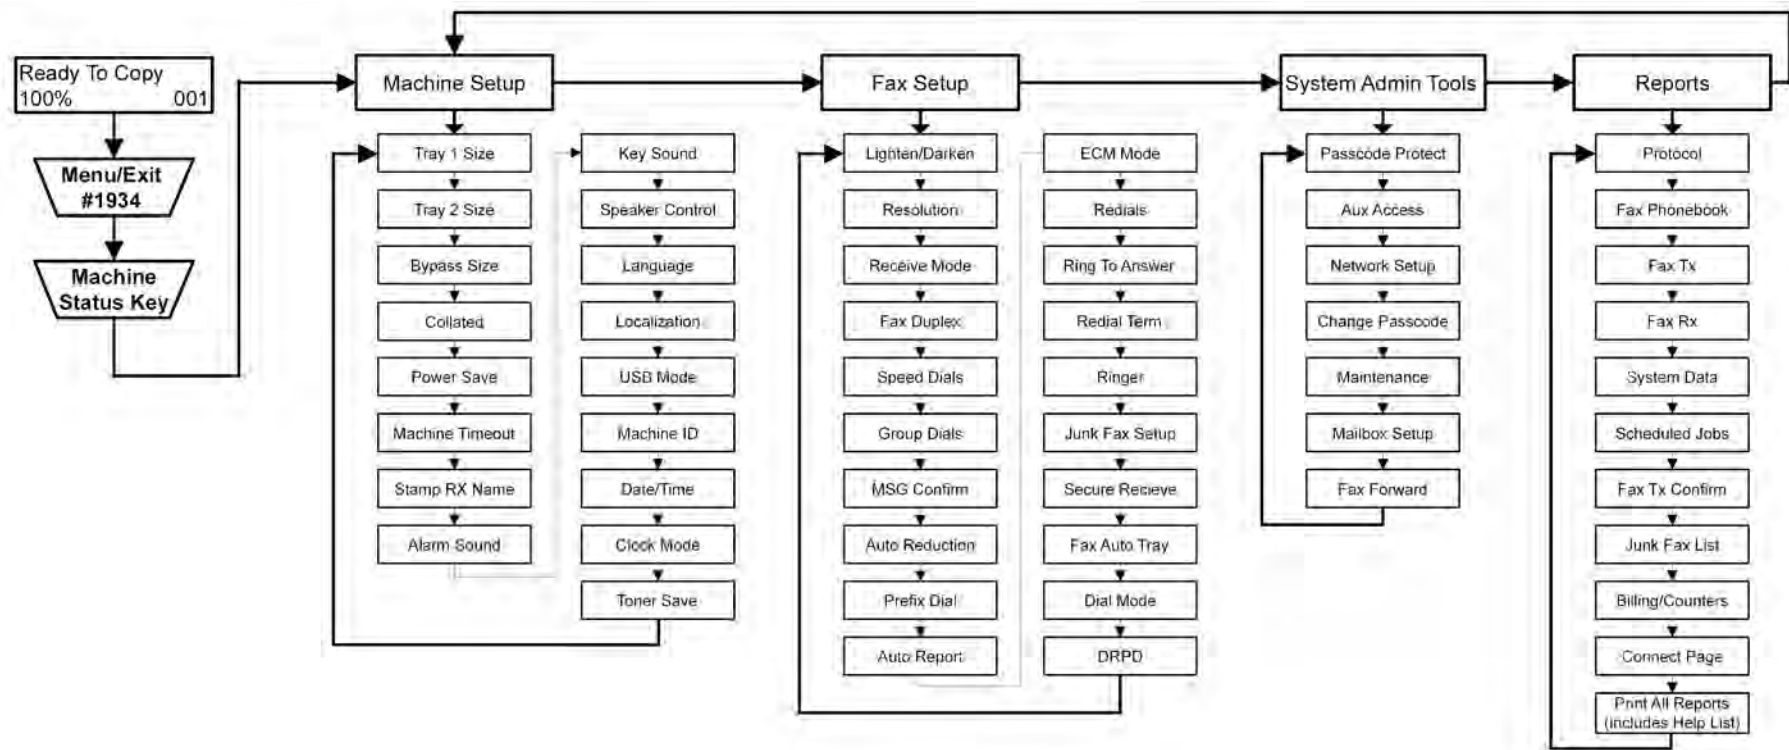 Ready To Copy
100% 001
Menu/Exit
#1934
Machine
Status Key
Machine Setup
Tray 1 Size
Tray 2 Size
Bypass Size
Collated
Power Save
Machine Timeout
Stamp RX Name
Alarm Sound
Key Sound
Speaker Control
Language
Localization
USB Mode
Machine ID
Date/Time
Clock Mode
Toner Save
Fax Setup
Lighten/Darken
Resolution
Receive Mode
Fax Duplex
Speed Dials
Group Dials
MSG Confirm
Auto Reduction
Prefix Dial
Auto Report
ECM Mode
Redials
Ring To Answer
Redial Term
Ringer
Junk Fax Setup
Secure Recieve
Fax Auto Tray
Dial Mode
DRPD
System Admin Tools
Passcode Protect
Aux Access
Network Setup
Change Passcode
Maintenance
Mailbox Setup
Fax Forward
Reports
Protocol
Fax Phonebook
Fax Tx
Fax Rx
System Data
Scheduled Jobs
Fax Tx Confirm
Junk Fax List
Billing/Counters
Connect Page
Print All Reports
(includes Help List)